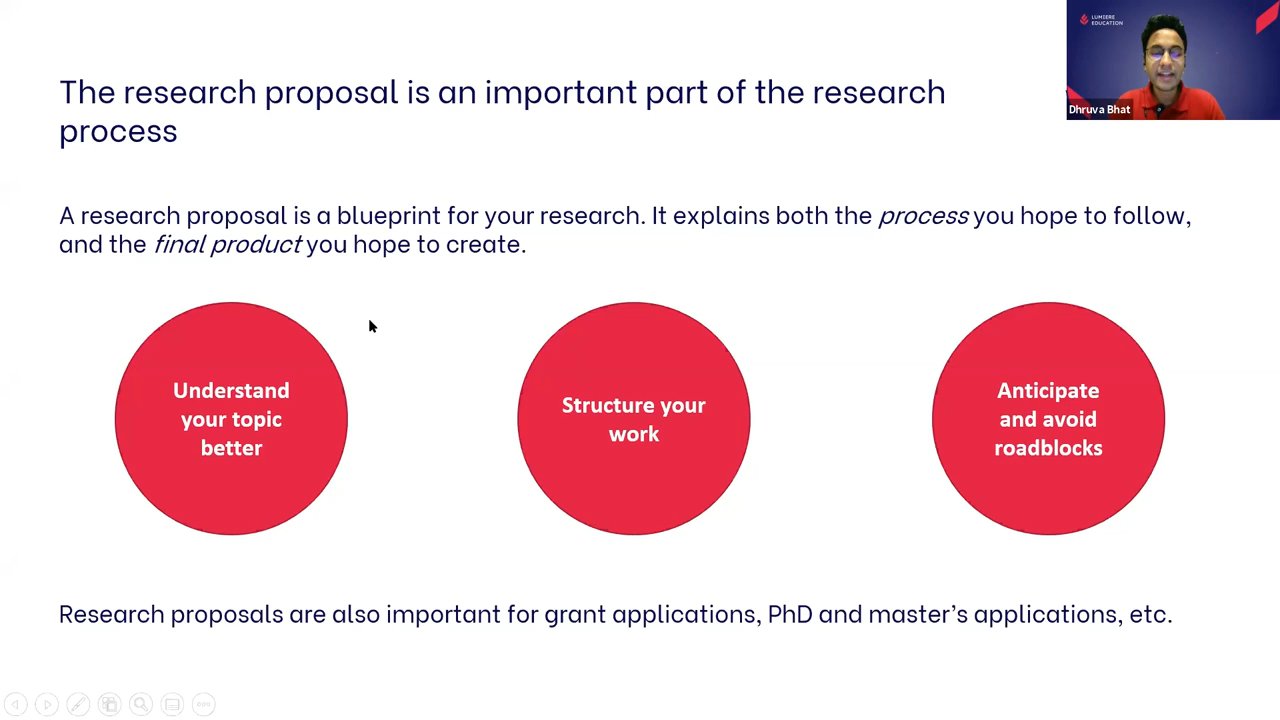 LUMIERE
EDUCATION
Dhruva Bhat
The research proposal is an important part of the research
process
A research proposal is a blueprint for your research. It explains both the process you hope to follow,
and the final product you hope to create.
Understand
your topic
better
Structure your
work
Anticipate
and avoid
roadblocks
Research proposals are also important for grant applications, PhD and master's applications, etc.